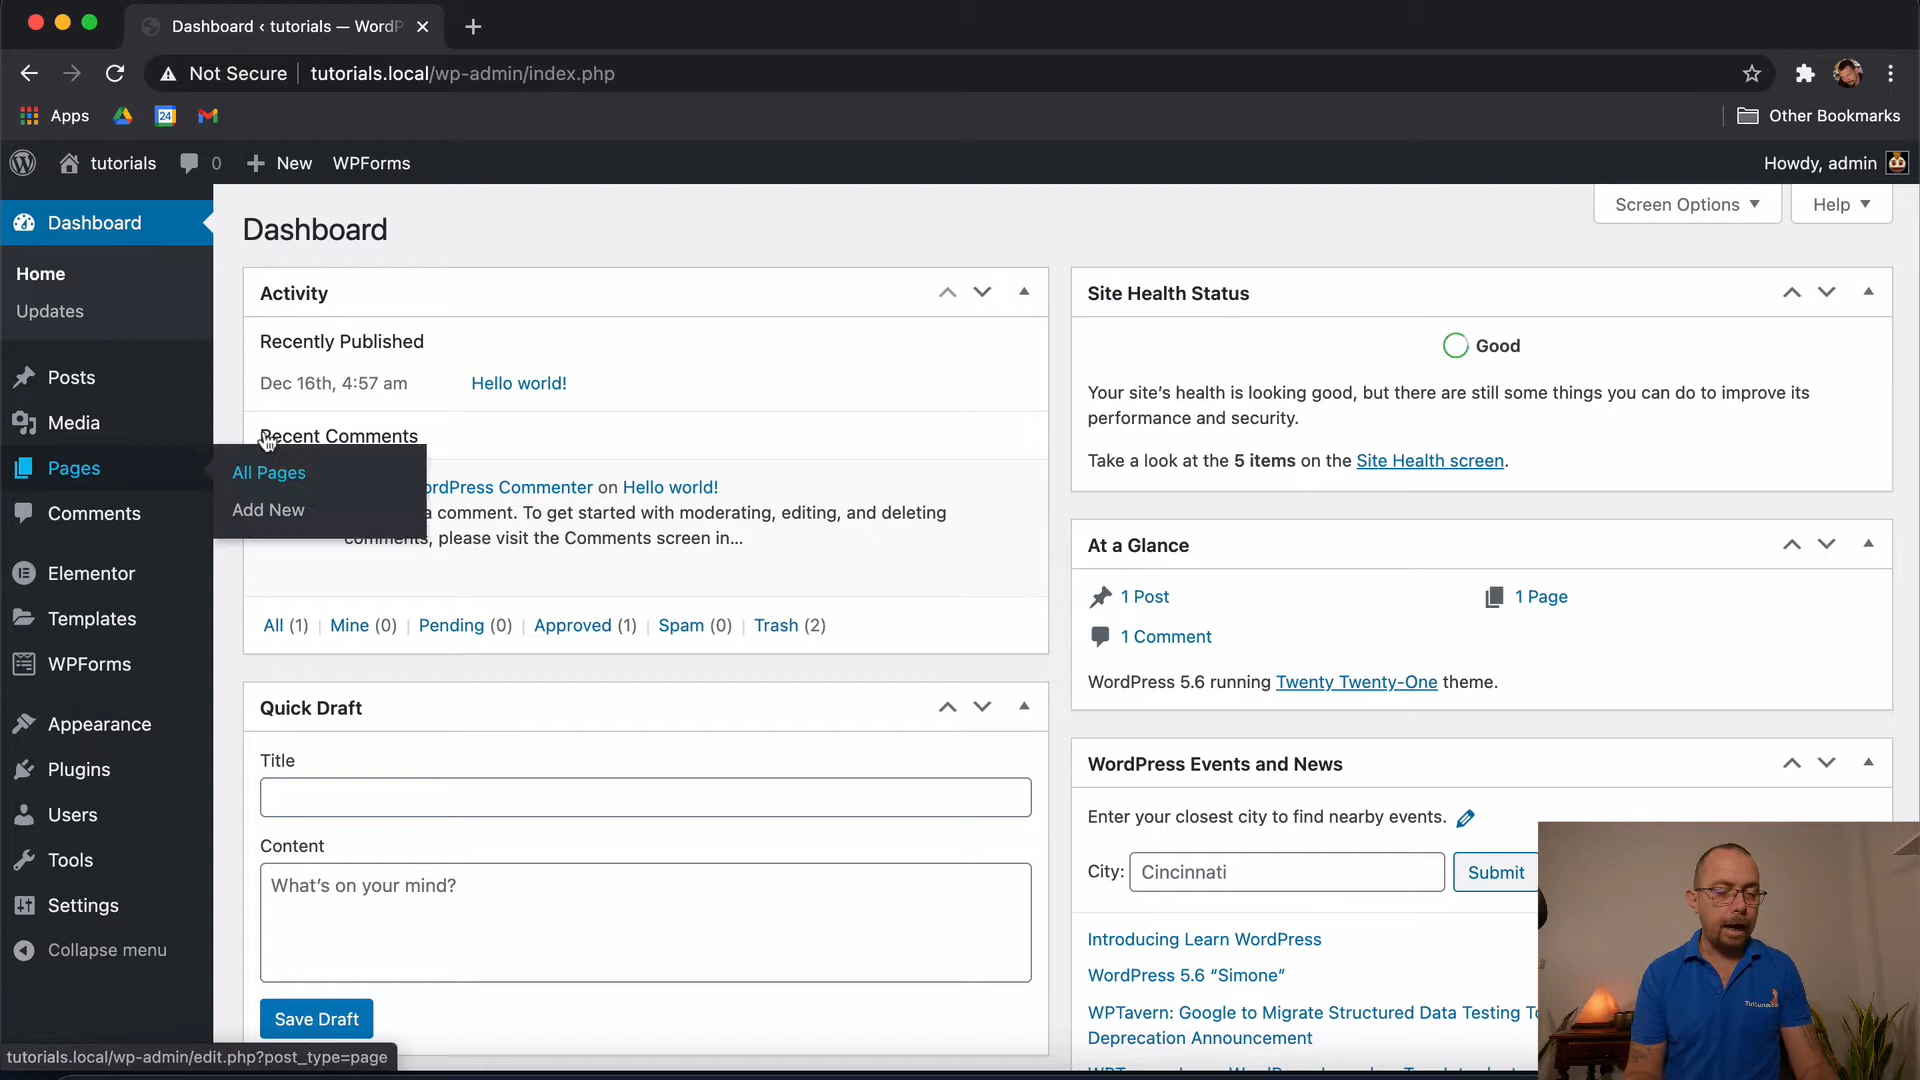 Dashboard ‹ tutorials — WordP
Not Secure
tutorials.local/wp-admin/index.php
Apps
24
Other Bookmarks
tutorials
0
New
WPForms
Howdy, admin
Dashboard
Home
Updates
Posts
Media
Pages
Comments
Elementor
Templates
WPForms
Appearance
Plugins
Users
Tools
Settings
Collapse menu
All Pages
Add New
Screen Options
Help
Dashboard
Activity
Recently Published
Dec 16th, 4:57 am
Hello world!
Recent Comments
ordPress Commenter on Hello world!
a comment. To get started with moderating, editing, and deleting
comments, please visit the Comments screen in...
All (1) | Mine (0) | Pending (0) | Approved (1) | Spam (0) | Trash (2)
Quick Draft
Title
Content
What's on your mind?
Save Draft
Site Health Status
Good
Your site's health is looking good, but there are still some things you can do to improve its
performance and security.
Take a look at the 5 items on the Site Health screen.
At a Glance
1 Post
1 Page
1 Comment
WordPress 5.6 running Twenty Twenty-One theme.
WordPress Events and News
Enter your closest city to find nearby events.
City:
Cincinnati
Submit
Introducing Learn WordPress
WordPress 5.6 “Simone”
WPTavern: Google to Migrate Structured Data Testing To
Deprecation Announcement
tutorials.local/wp-admin/edit.php?post_type=page